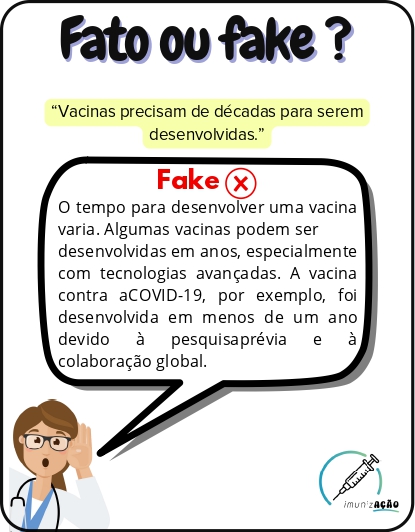 Fato ou fake ?
“Vacinas precisam de décadas para serem
desenvolvidas.”
Fake X
O tempo para desenvolver uma vacina
varia. Algumas vacinas podem ser
desenvolvidas em anos, especialmente
com tecnologias avançadas. A vacina
contra aCOVID-19, por exemplo, foi
desenvolvida em menos de um ano
devido à pesquisaprévia e à
colaboração global.
imunizAÇÃO